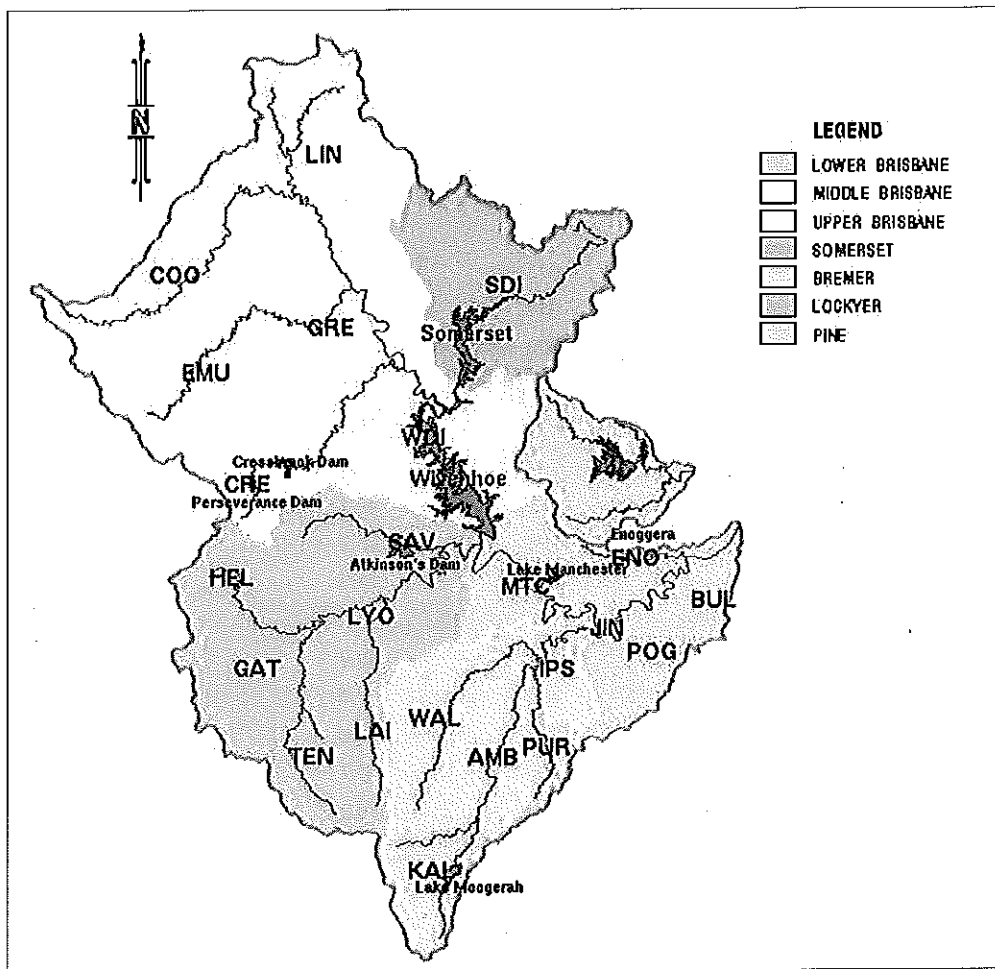 N
LIN
COO
SDI
GRE
Somerset
EMU
WDI
Cressbrook Dam
CRE
Wivenhoe
Perseverance Dam
Enoggera
SAV
ENO
Atkinson's Dam
Lake Manchester
HEL
MTC
BUL
LYO
JIN
POG
GAT
IPS
WAL
LAI
TEN
AMB
PUR
KAL
Lake Moogerah
LEGEND
LOWER BRISBANE
MIDDLE BRISBANE
UPPER BRISBANE
SOMERSET
BREMER
LOCKYER
PINE